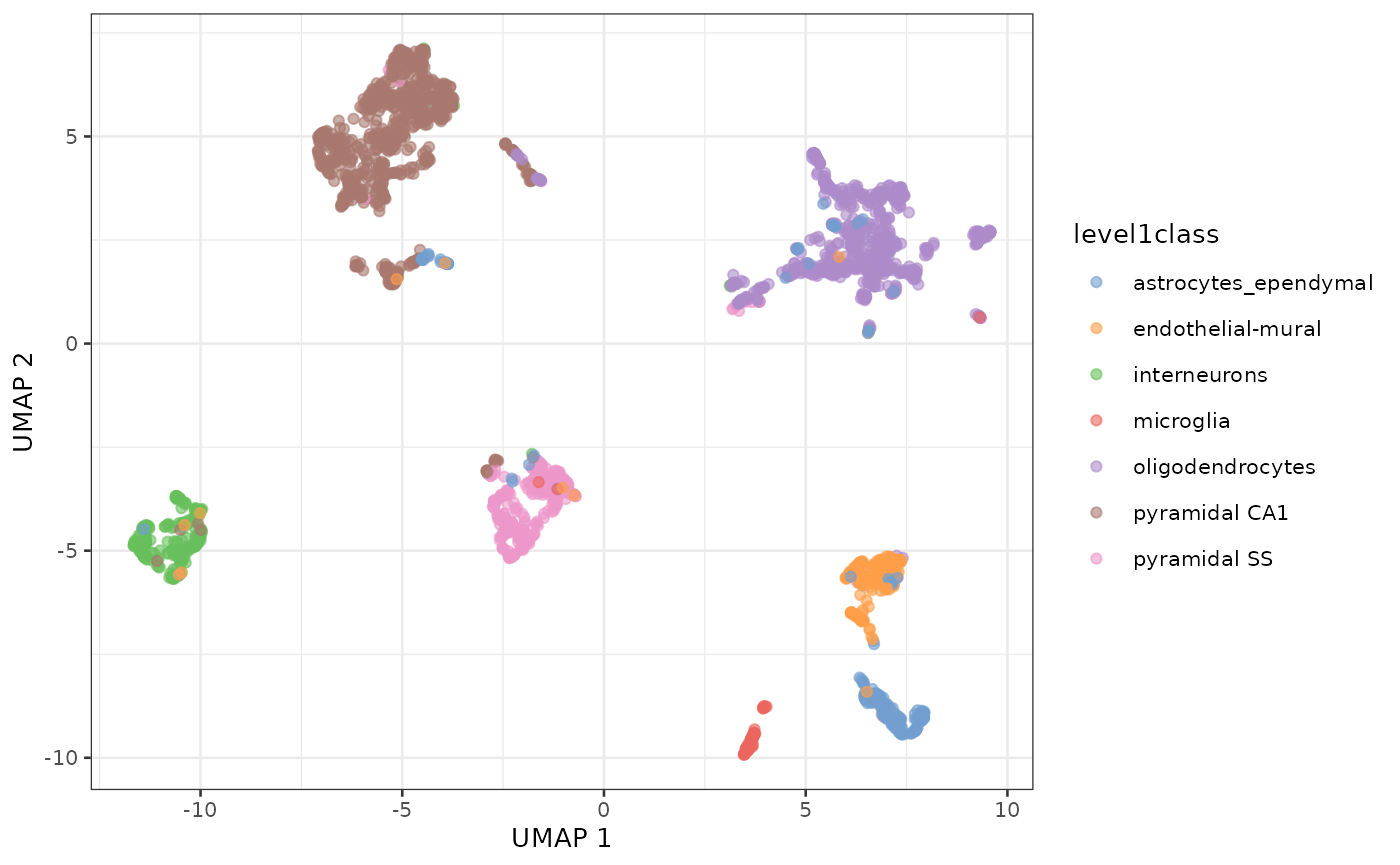 5
0
-5
-10
-10
-5
0
5
10
UMAP 1
UMAP 2
level1class
astrocytes_ependymal
endothelial-mural
interneurons
microglia
oligodendrocytes
pyramidal CA1
pyramidal SS